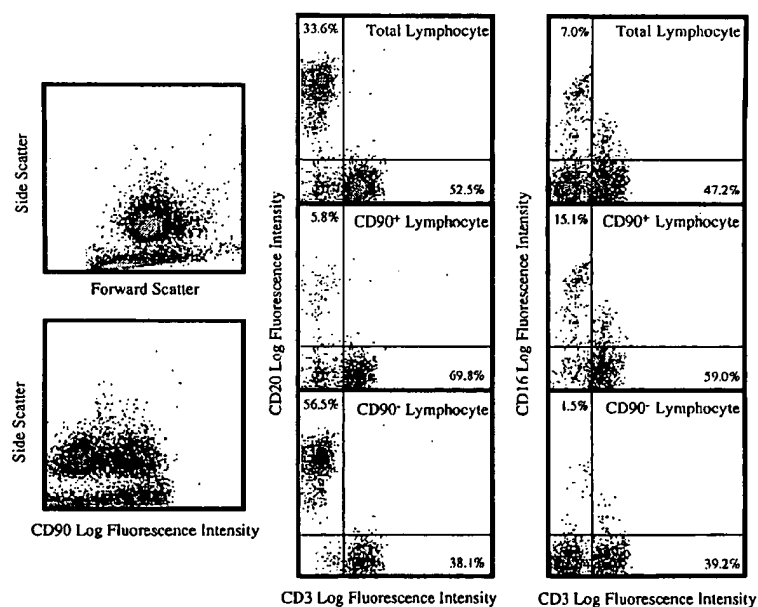 Side Scatter
Forward Scatter
Side Scatter
CD90 Log Fluorescence Intensity
CD20 Log Fluorescence Intensity
33.6% Total Lymphocyte
52.5%
5.8% CD90+ Lymphocyte
69.8%
56.5% CD90- Lymphocyte
38.1%
CD3 Log Fluorescence Intensity
CD16 Log Fluorescence Intensity
7.0% Total Lymphocyte
47.2%
15.1% CD90+ Lymphocyte
59.0%
1.5% CD90- Lymphocyte
39.2%
CD3 Log Fluorescence Intensity